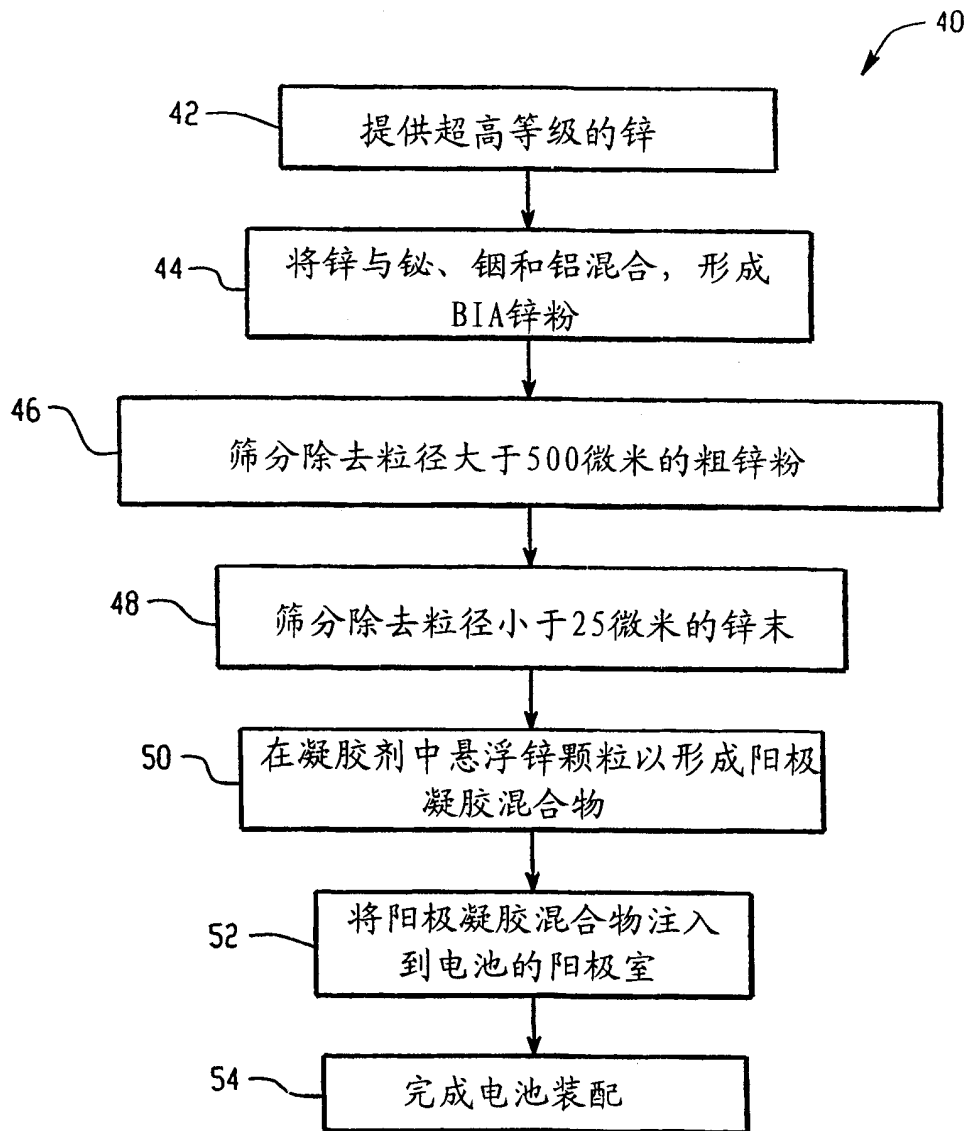 40
42
提供超高等级的锌
44
将锌与铋、铟和铝混合，形成
BIA锌粉
46
筛分除去粒径大于500微米的粗锌粉
48
筛分除去粒径小于25微米的锌末
50
在凝胶剂中悬浮锌颗粒以形成阳极
凝胶混合物
52
将阳极凝胶混合物注入
到电池的阳极室
54
完成电池装配